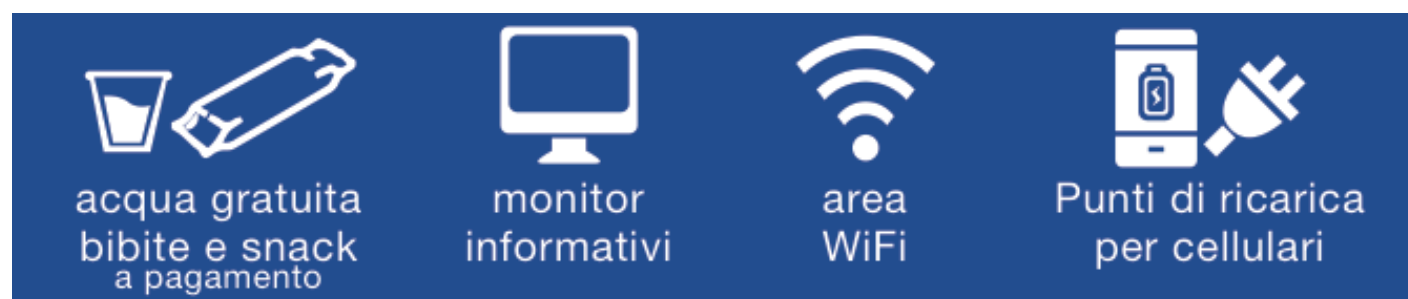 acqua gratuita
bibite e snack
a pagamento
monitor
informativi
area
WiFi
Punti di ricarica
per cellulari